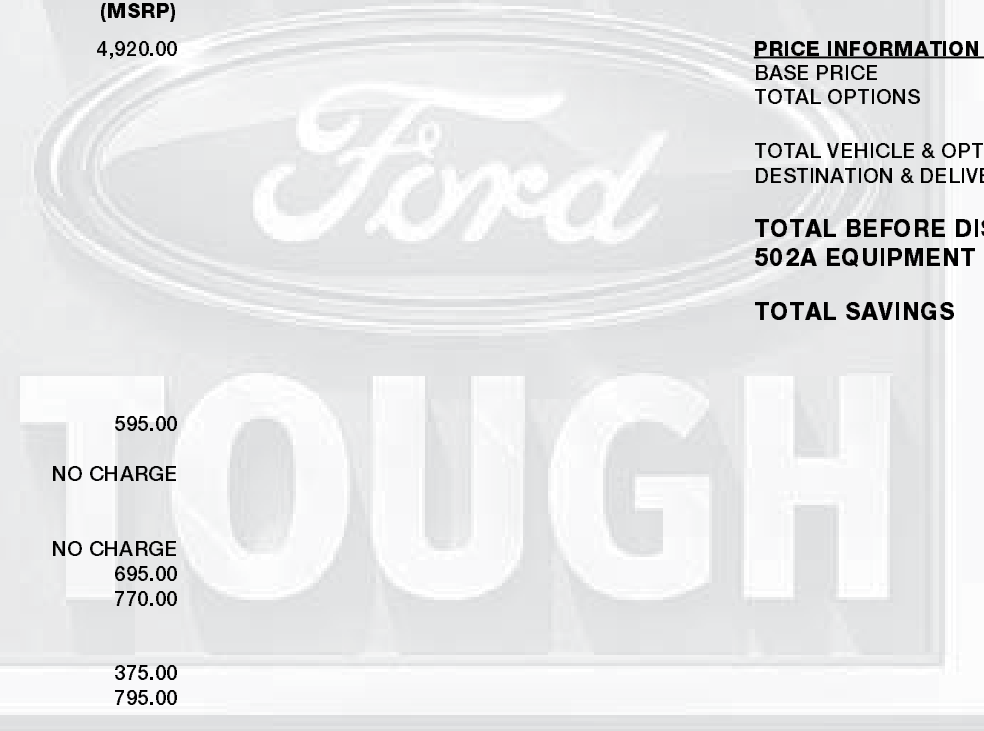 (MSRP)
4,920.00
595.00
NO CHARGE
NO CHARGE
695.00
770.00
375.00
795.00
PRICE INFORMATION
BASE PRICE
TOTAL OPTIONS
TOTAL VEHICLE & OPT
DESTINATION & DELIVE
TOTAL BEFORE DIS
502A EQUIPMENT
TOTAL SAVINGS
Ford
TOUGH